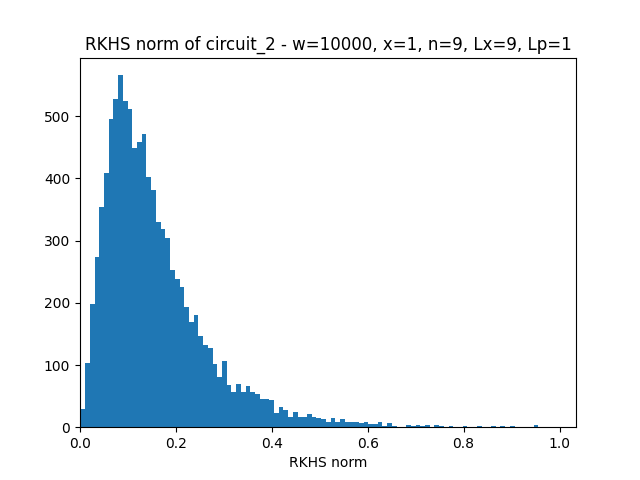 RKHS norm of circuit_2 - w=10000, x=1, n=9, Lx=9, Lp=1
500
400
300
200
100
0
0.0 0.2 0.4 0.6 0.8 1.0
RKHS norm